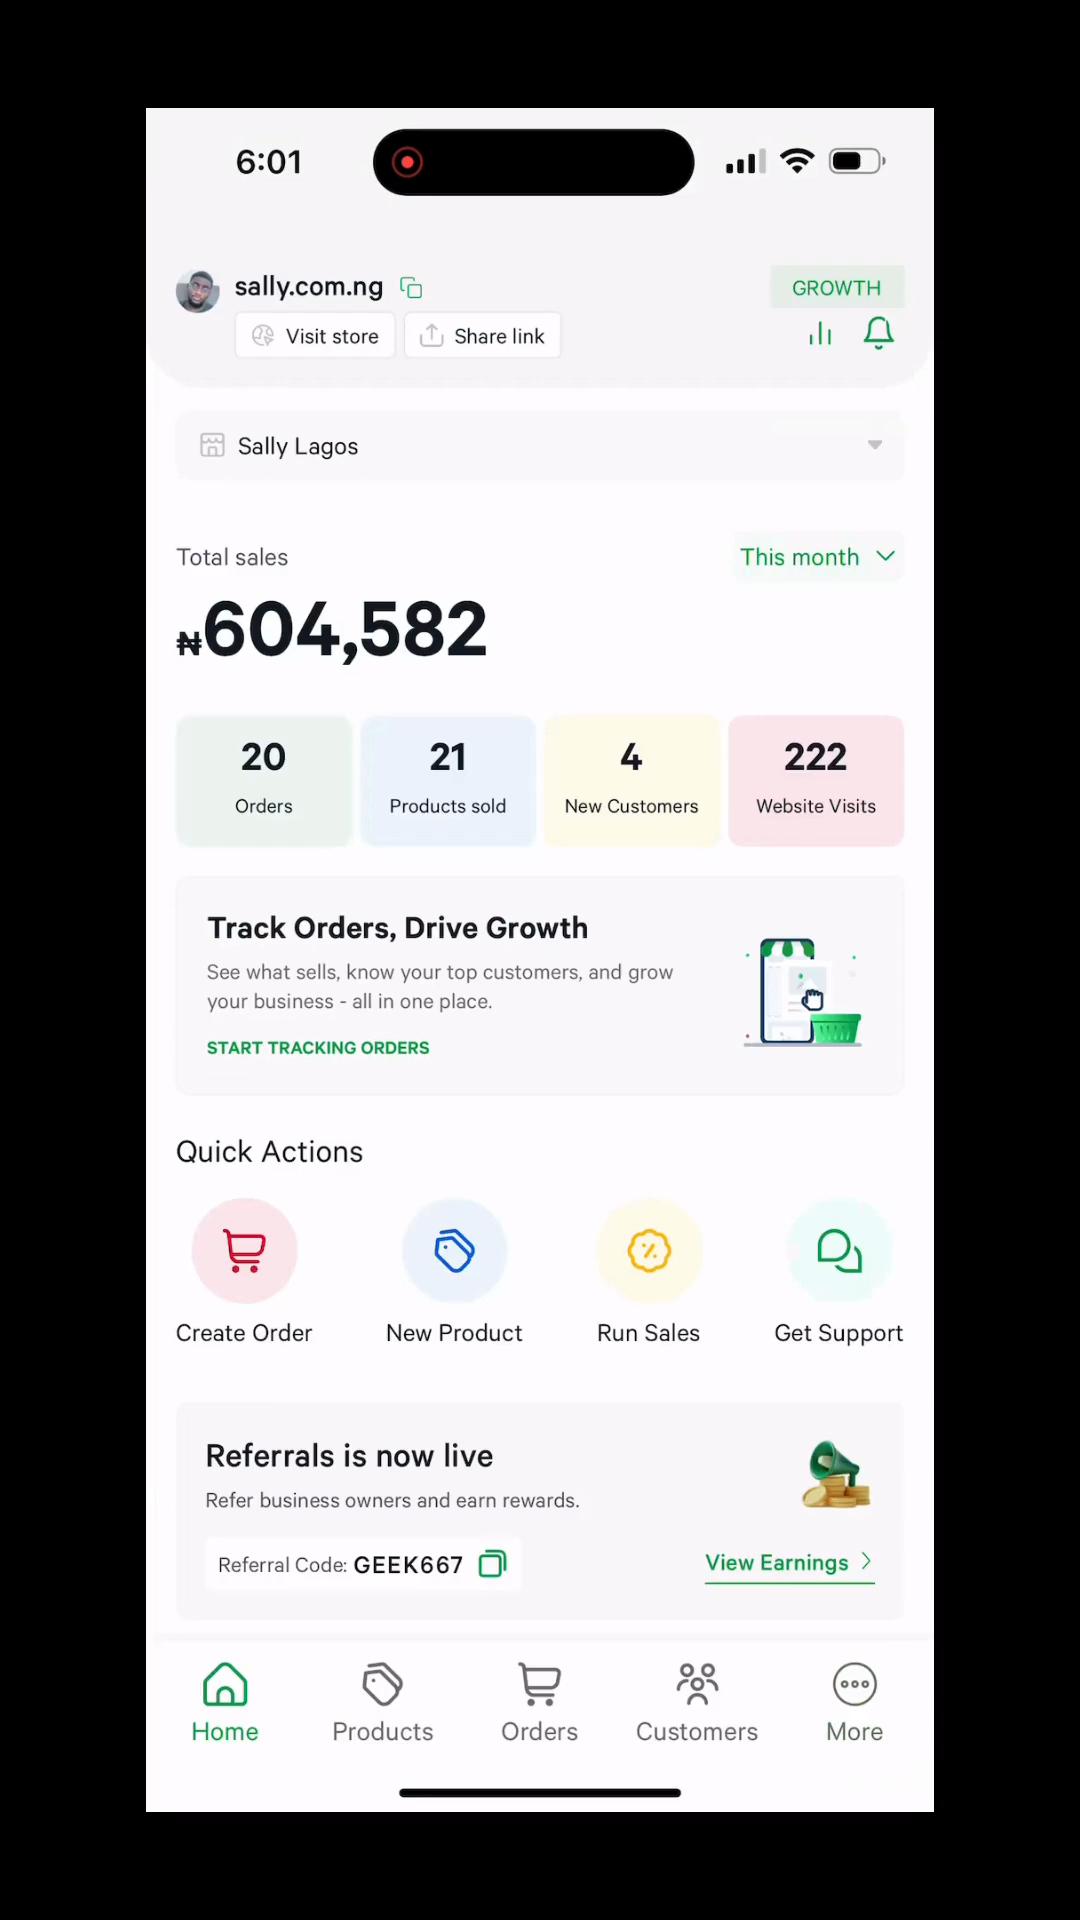 6:01
sally.com.ng
GROWTH
Visit store
Share link
Sally Lagos
Total sales
This month
₦604,582
20
Orders
21
Products sold
4
New Customers
222
Website Visits
Track Orders, Drive Growth
See what sells, know your top customers, and grow
your business - all in one place.
START TRACKING ORDERS
Quick Actions
Create Order
New Product
Run Sales
Get Support
Referrals is now live
Refer business owners and earn rewards.
Referral Code: GEEK667
View Earnings
Home
Products
Orders
Customers
More